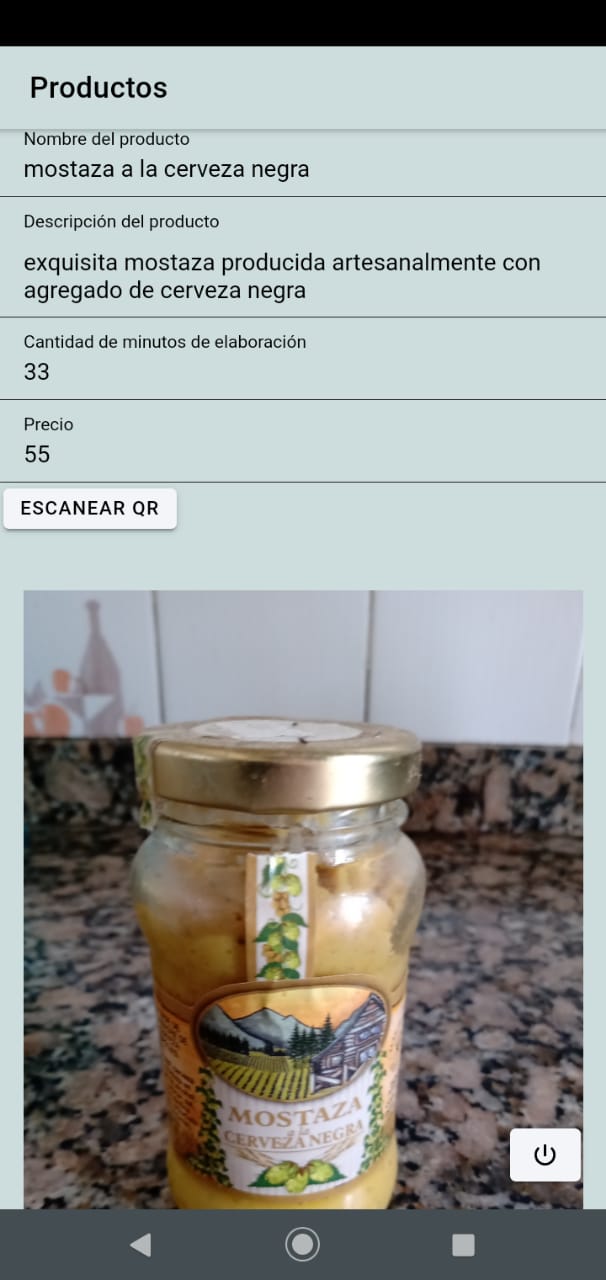 Productos
Nombre del producto
mostaza a la cerveza negra
Descripción del producto
exquisita mostaza producida artesanalmente con
agregado de cerveza negra
Cantidad de minutos de elaboración
33
Precio
55
ESCANEAR QR
MOSTAZA
a la
CERVEZA NEGRA